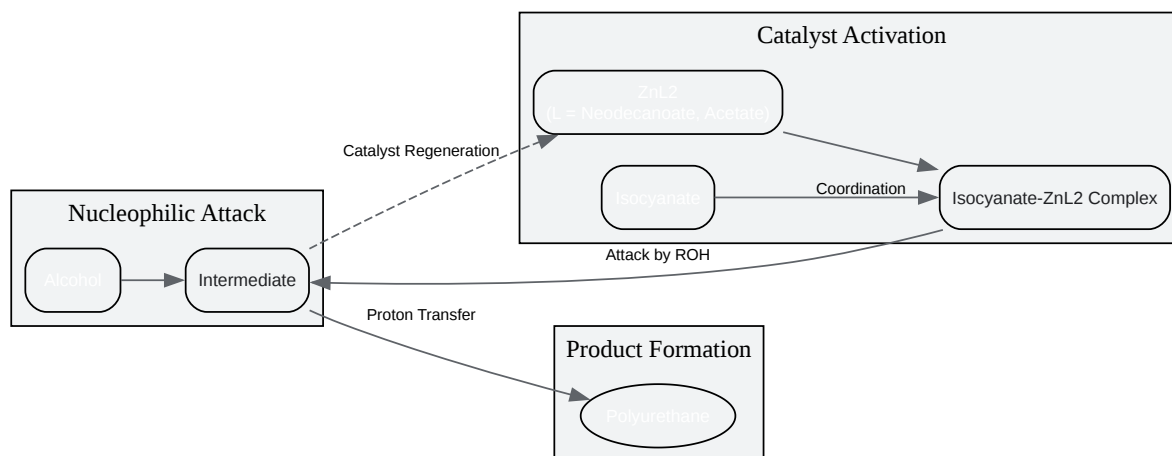 Catalyst Activation
ZnL2
(L = Neodecanoate, Acetate)
Catalyst Regeneration
Isocyanate
Coordination
Isocyanate-ZnL2 Complex
Nucleophilic Attack
Alcohol
Intermediate
Attack by ROH
Proton Transfer
Product Formation
Polyurethane